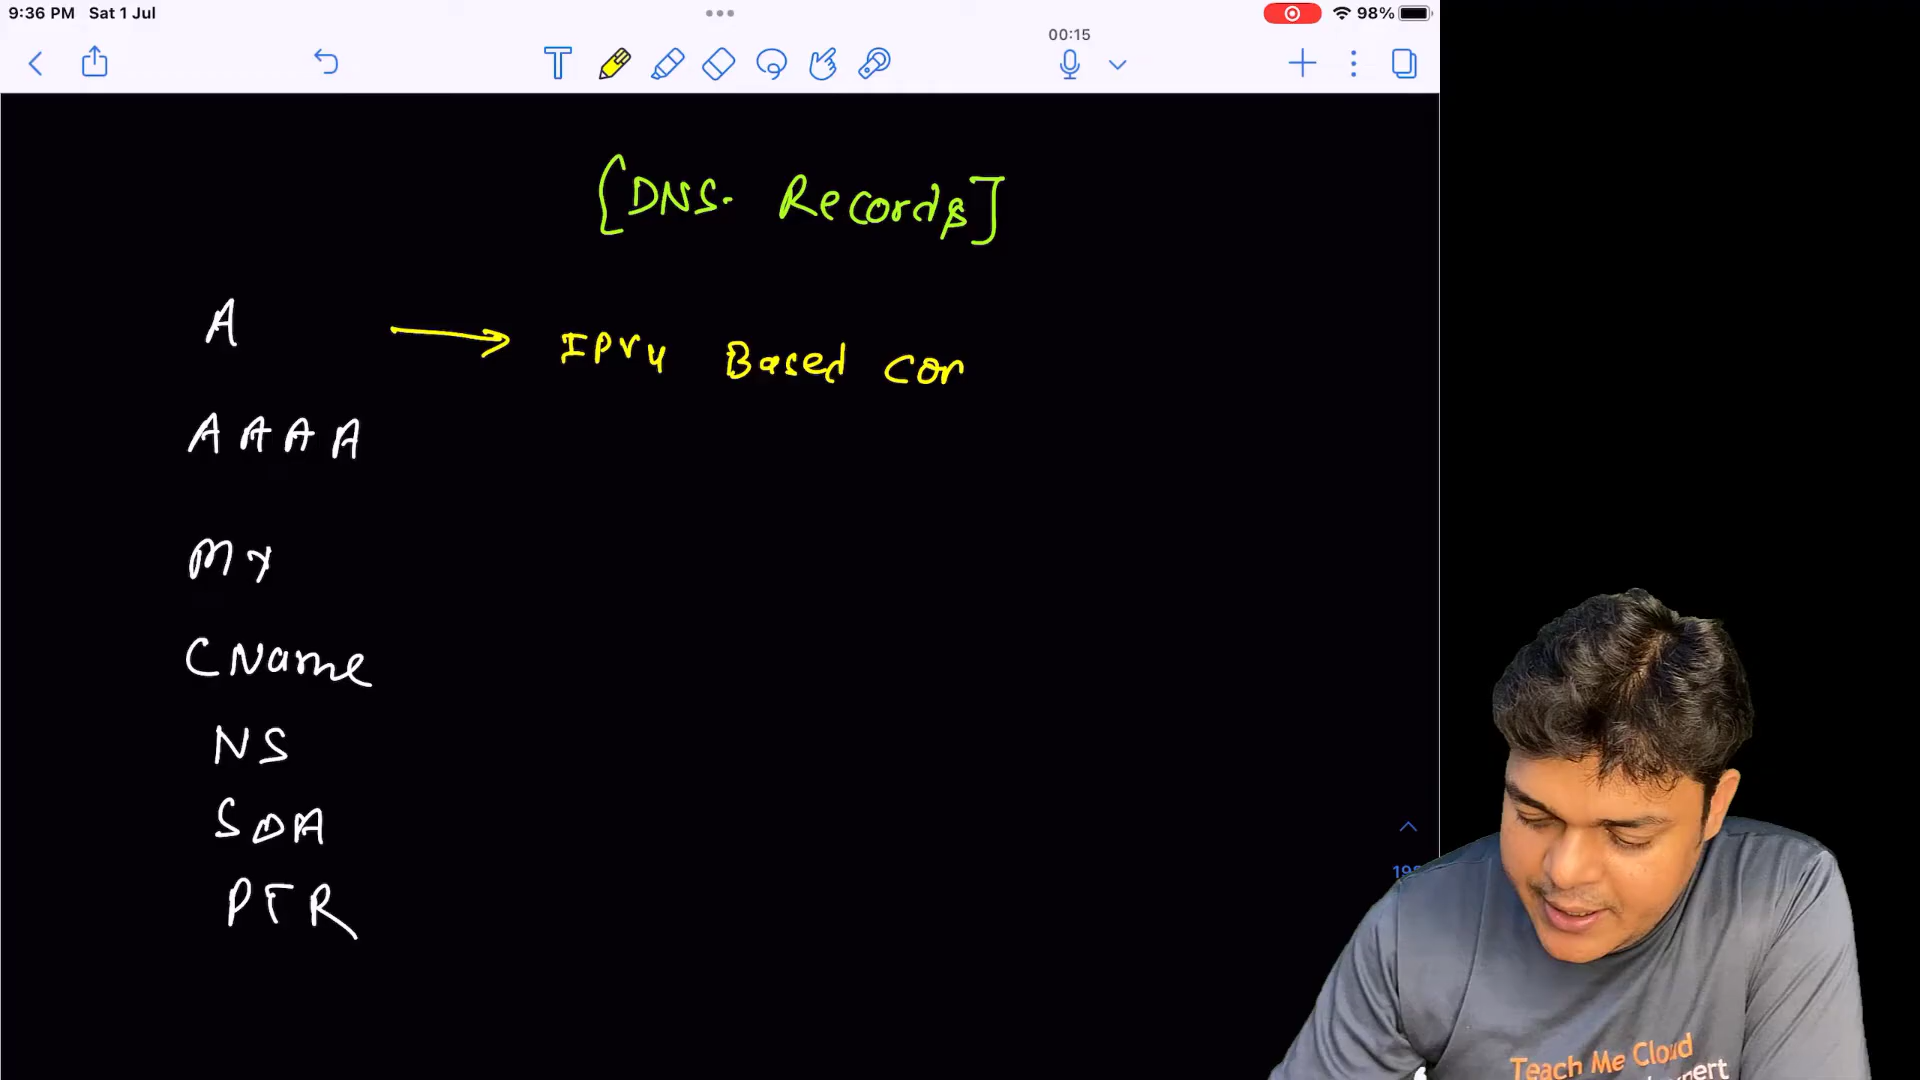 9:36 PM Sat 1 Jul
98%
00:15
[DNS. Records]
A → IPv4 Based con
AAAA
Mx
CName
NS
SOA
PTR
Teach Me Cloud